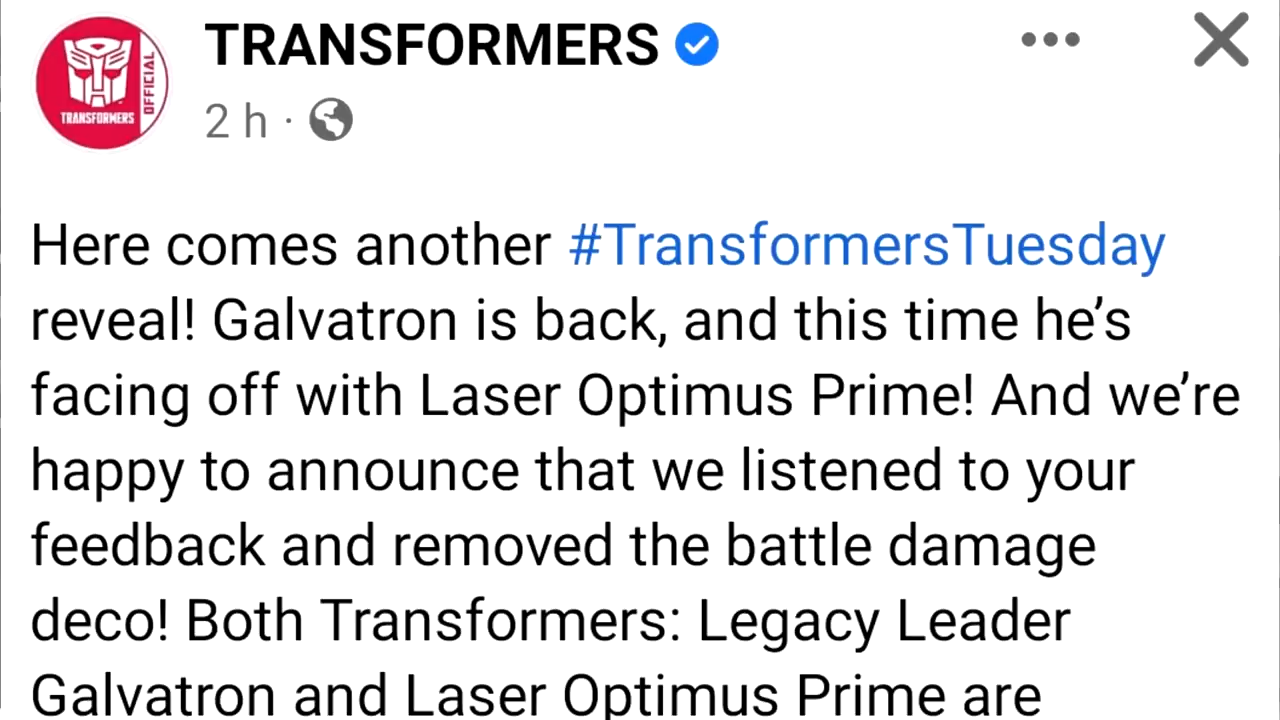 TRANSFORMERS
OFFICIAL
TRANSFORMERS
2 h ·
Here comes another #TransformersTuesday
reveal! Galvatron is back, and this time he’s
facing off with Laser Optimus Prime! And we’re
happy to announce that we listened to your
feedback and removed the battle damage
deco! Both Transformers: Legacy Leader
Galvatron and Laser Optimus Prime are